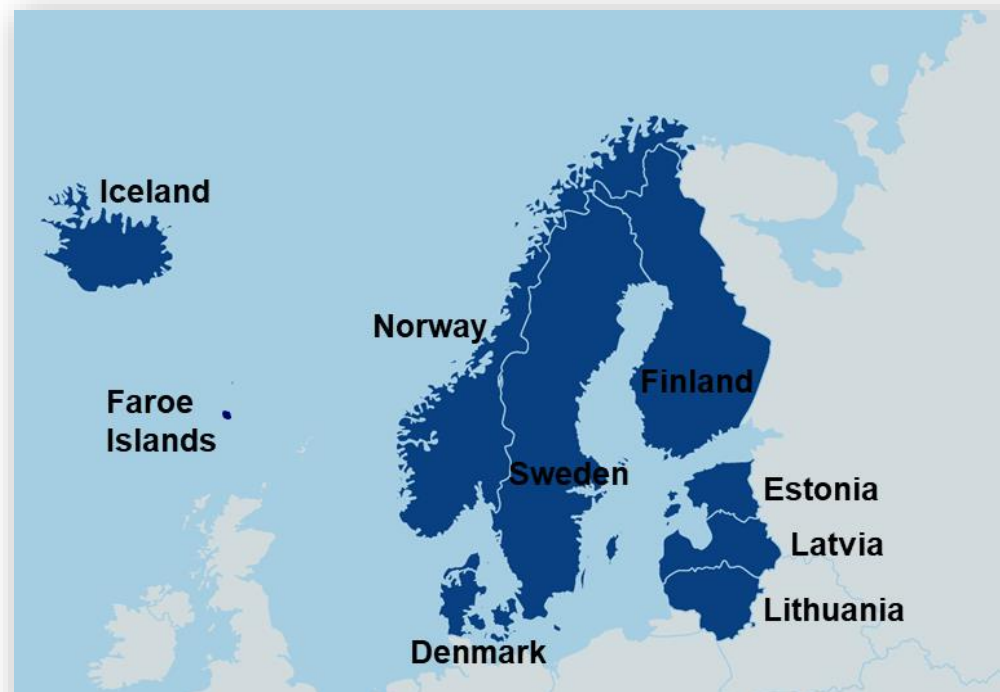 Iceland
Norway
Faroe
Islands
Finland
Sweden
Estonia
Latvia
Lithuania
Denmark